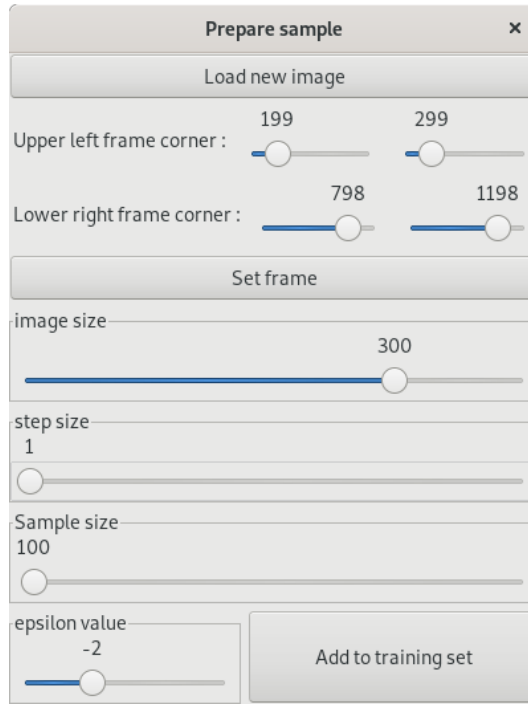 Prepare sample ×
Load new image
199 299
Upper left frame corner :
798 1198
Lower right frame corner :
Set frame
image size
300
step size
1
Sample size
100
epsilon value
-2
Add to training set